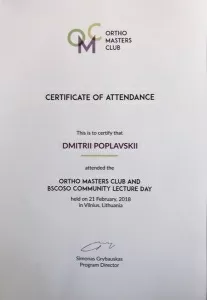 OMC
ORTHO
MASTERS
CLUB
CERTIFICATE OF ATTENDANCE
This is to certify that
DMITRII POPLAVSKII
attended the
ORTHO MASTERS CLUB AND
BSCOSO COMMUNITY LECTURE DAY
held on 21 February, 2018
in Vilnius, Lithuania
Simonas Grybauskas
Program Director